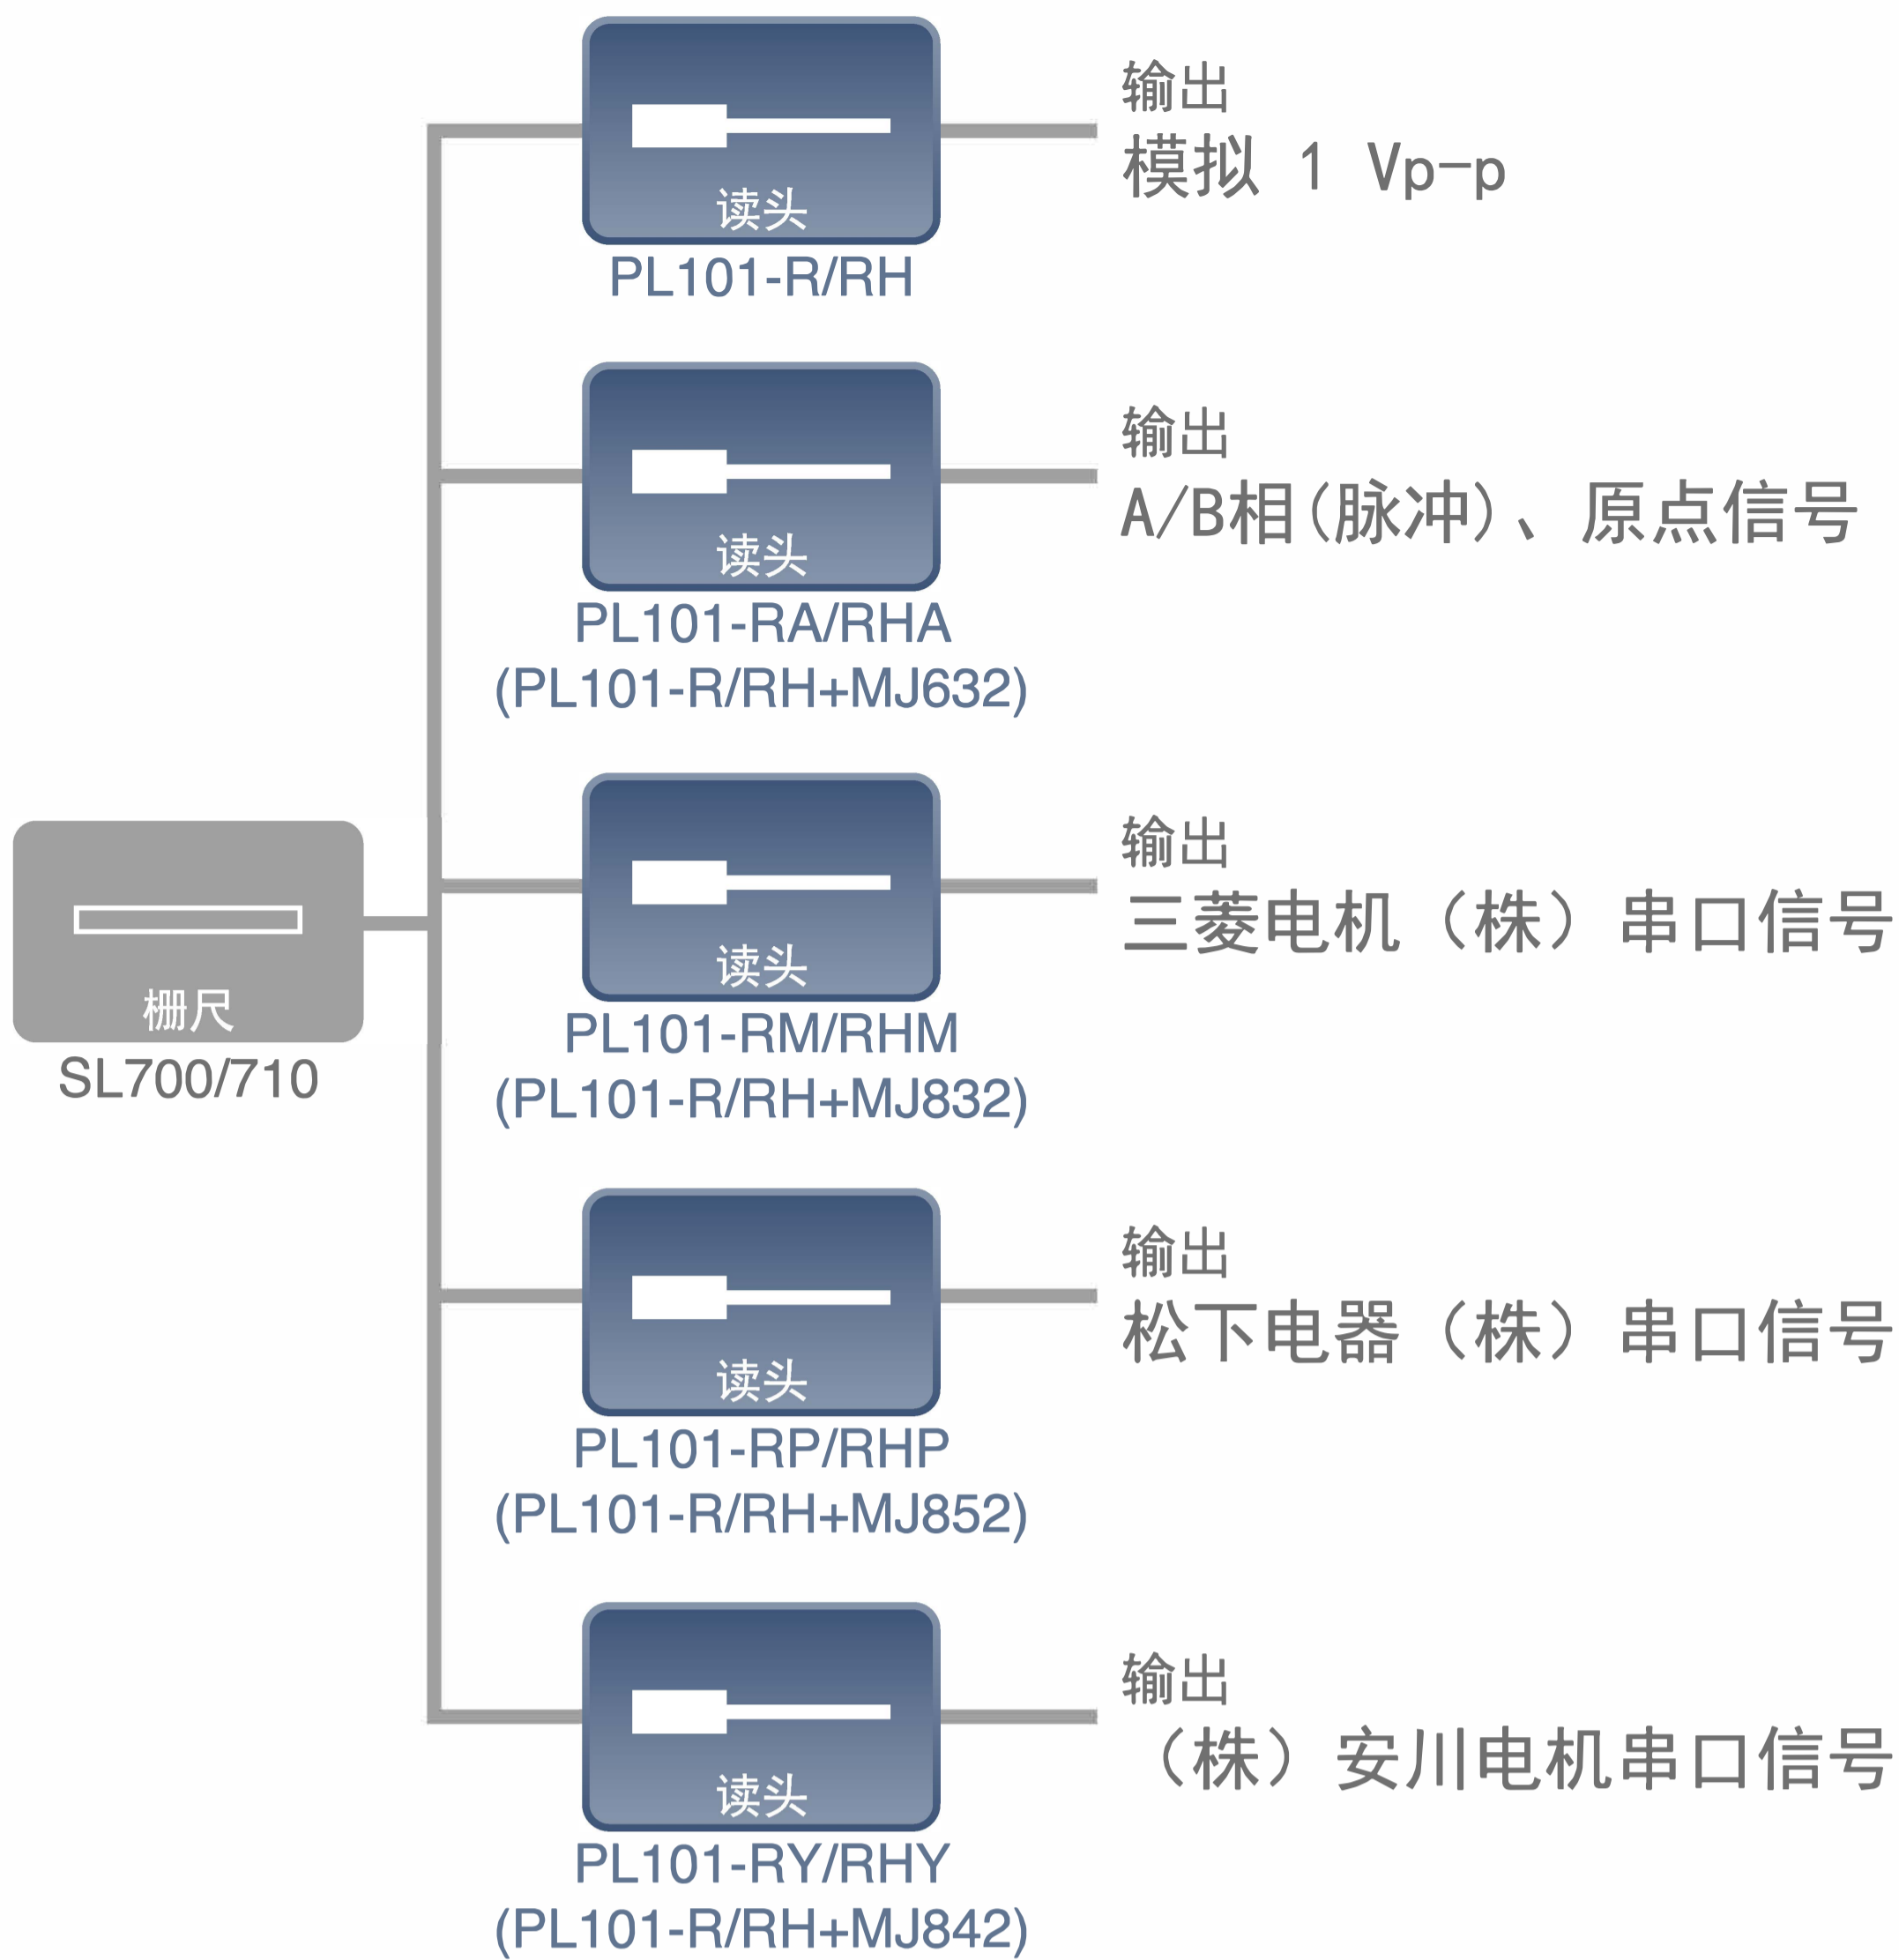 读头
PL101-R/RH
输出
模拟 1 Vp-p
读头
PL101-RA/RHA
(PL101-R/RH+MJ632)
输出
A/B相(脉冲)、原点信号
栅尺
SL700/710
读头
PL101-RM/RHM
(PL101-R/RH+MJ832)
输出
三菱电机（株）串口信号
读头
PL101-RP/RHP
(PL101-R/RH+MJ852)
输出
松下电器（株）串口信号
读头
PL101-RY/RHY
(PL101-R/RH+MJ842)
输出
（株）安川电机串口信号